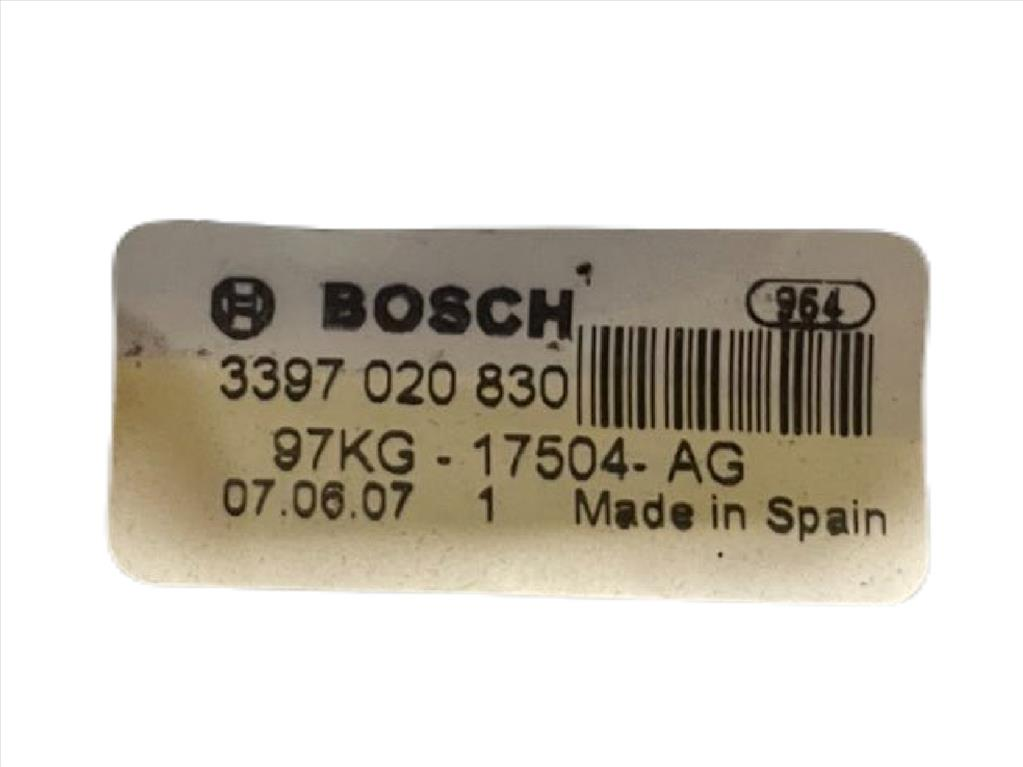 BOSCH 964
3397 020 830
97KG - 17504- AG
07.06.07 1 Made in Spain